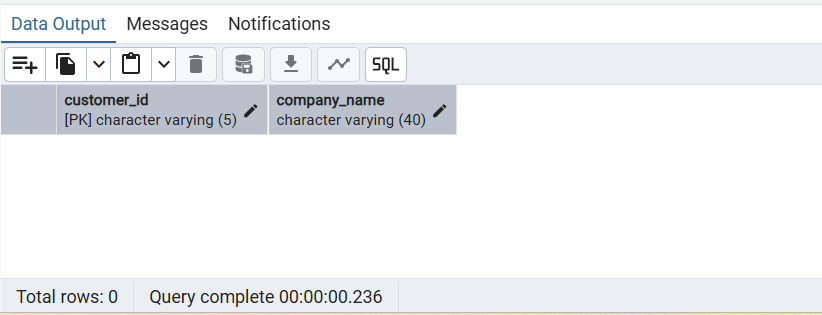 Data Output Messages Notifications
SQL
customer_id company_name
[PK] character varying (5) character varying (40)
Total rows: 0 Query complete 00:00:00.236